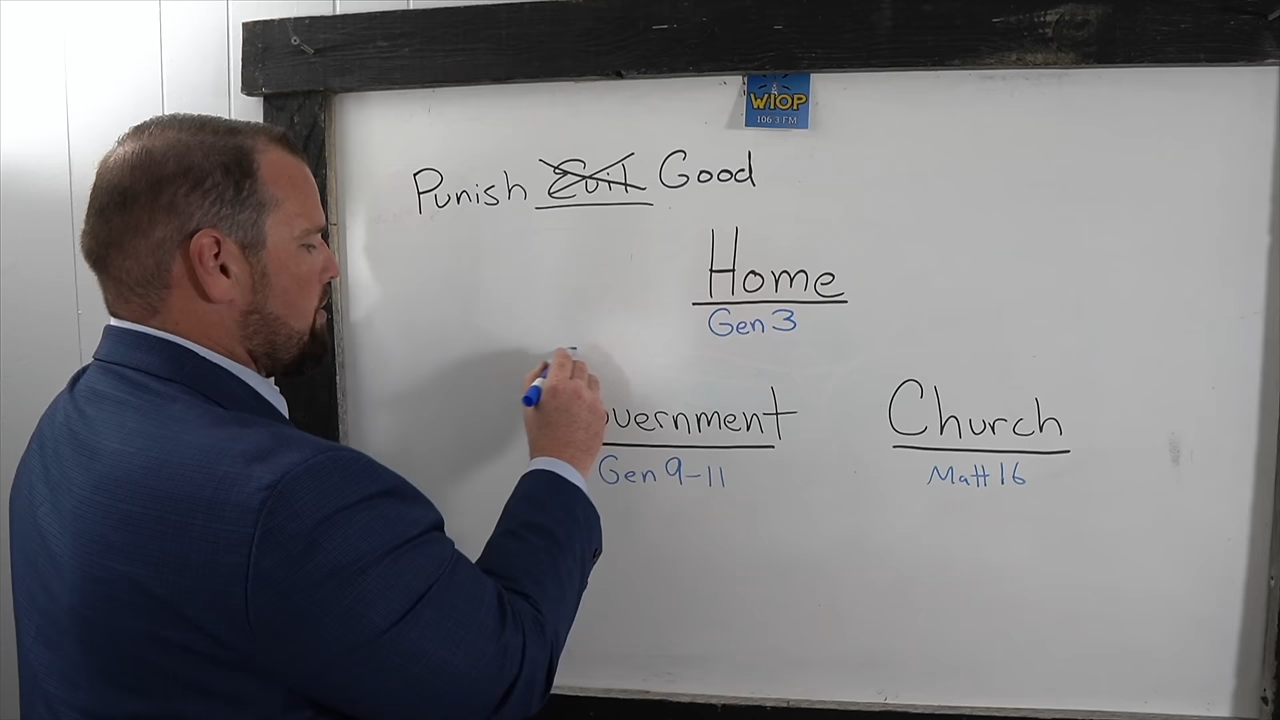 WIOP
106.3 FM
Punish Evil Good
Home
Gen 3
overnment
Church
Gen 9-11
Matt 16